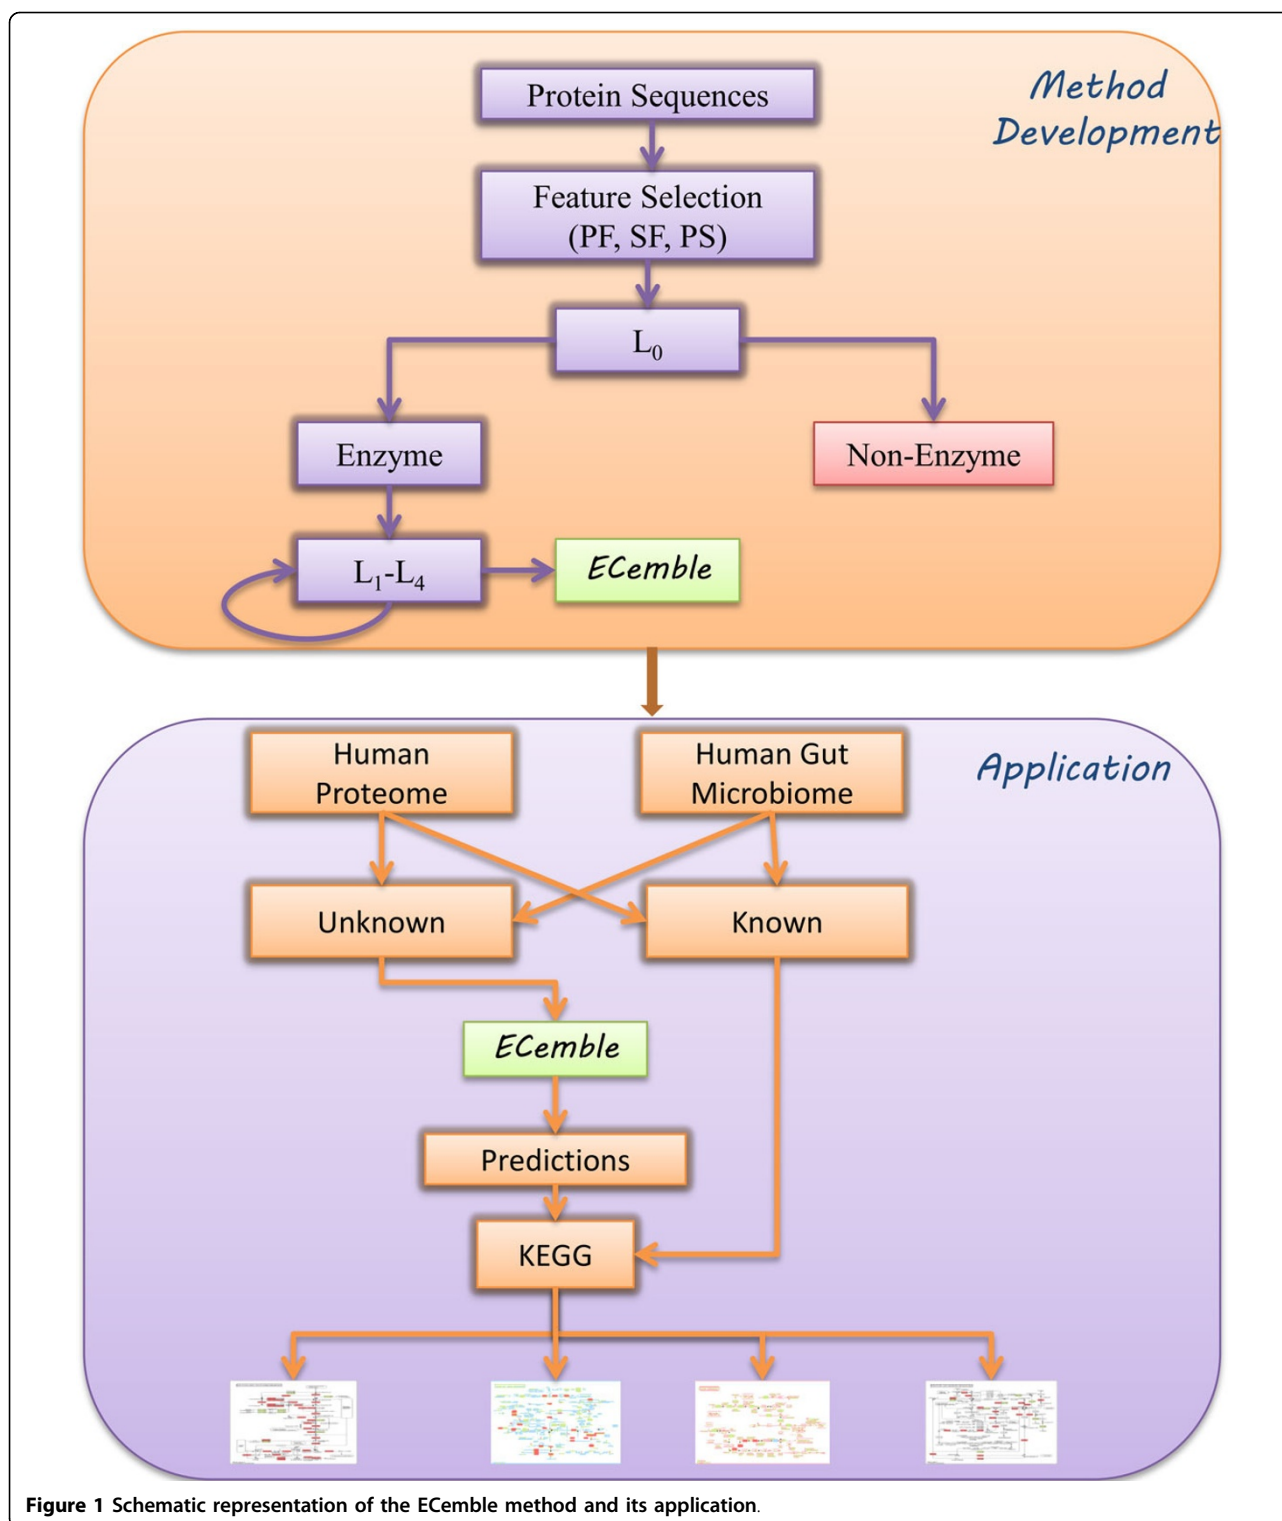 Method
Development
Protein Sequences
Feature Selection
(PF, SF, PS)
L0
Enzyme
Non-Enzyme
L1-L4
ECemble
Application
Human
Proteome
Human Gut
Microbiome
Unknown
Known
ECemble
Predictions
KEGG
Figure 1 Schematic representation of the ECemble method and its application.